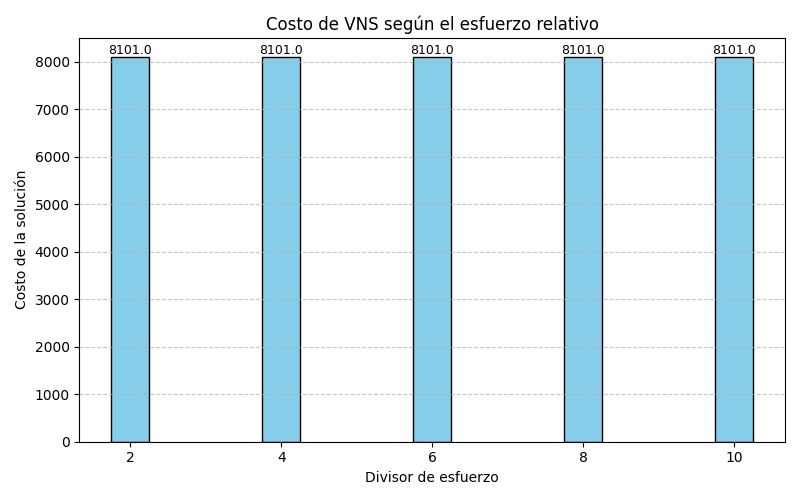 Costo de VNS según el esfuerzo relativo
8101.0 8101.0 8101.0 8101.0 8101.0
8000
7000
6000
5000
4000
3000
2000
1000
0
Costo de la solución
2 4 6 8 10
Divisor de esfuerzo